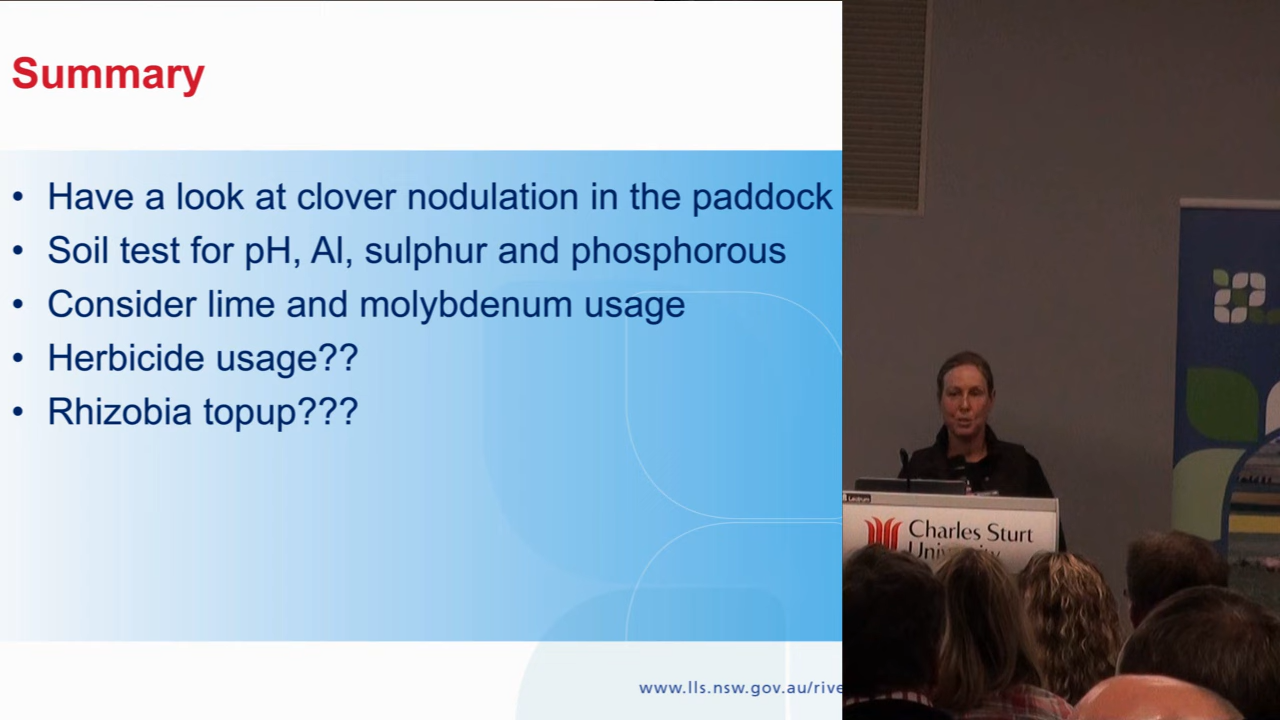 Summary
• Have a look at clover nodulation in the paddock
• Soil test for pH, Al, sulphur and phosphorous
• Consider lime and molybdenum usage
• Herbicide usage??
• Rhizobia topup???
www.lls.nsw.gov.au/rive
Charles Sturt
University